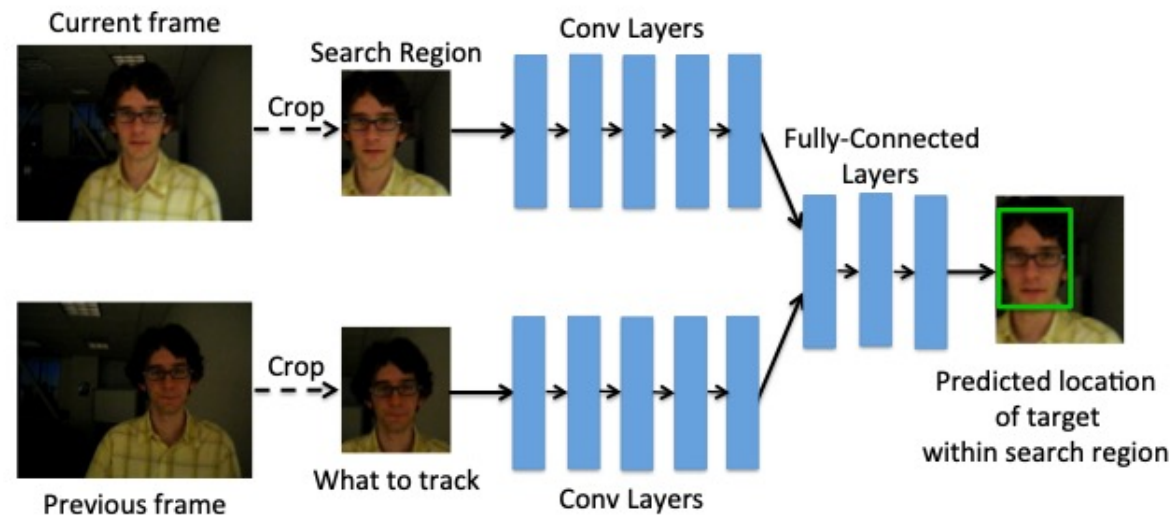 Current frame
Crop
Search Region
Conv Layers
Fully-Connected
Layers
Previous frame
Crop
What to track
Conv Layers
Predicted location
of target
within search region